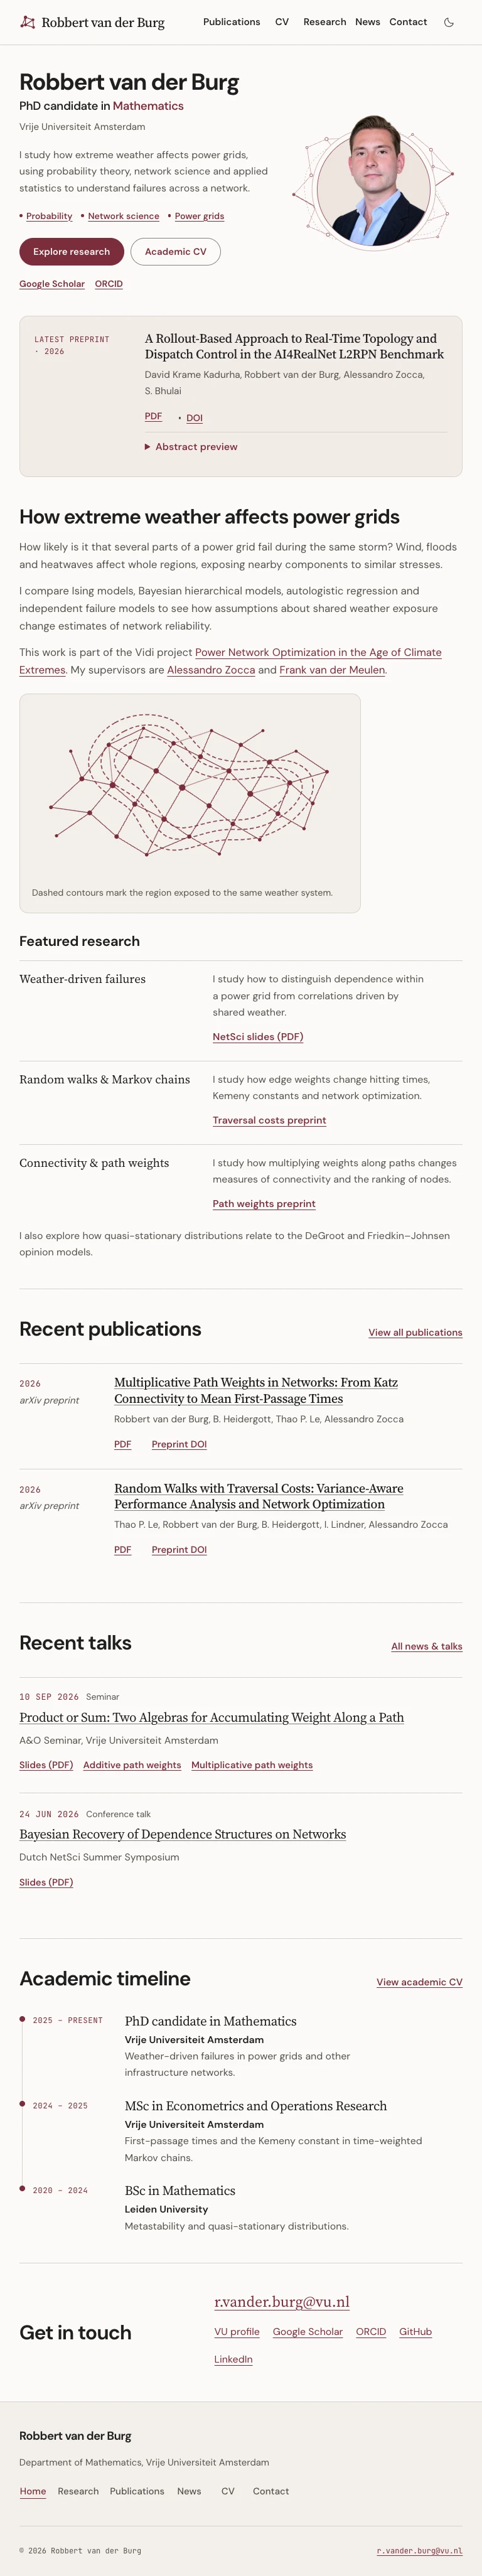 Robbert van der Burg
Publications CV Research News Contact
Robbert van der Burg
PhD candidate in Mathematics
Vrije Universiteit Amsterdam
I study how extreme weather affects power grids,
using probability theory, network science and applied
statistics to understand failures across a network.
• Probability • Network science • Power grids
Explore research Academic CV
Google Scholar ORCID
LATEST PREPRINT
· 2026
A Rollout-Based Approach to Real-Time Topology and
Dispatch Control in the AI4RealNet L2RPN Benchmark
David Krame Kadurha, Robbert van der Burg, Alessandro Zocca,
S. Bhulai
PDF • DOI
▶ Abstract preview
How extreme weather affects power grids
How likely is it that several parts of a power grid fail during the same storm? Wind, floods
and heatwaves affect whole regions, exposing nearby components to similar stresses.
I compare Ising models, Bayesian hierarchical models, autologistic regression and
independent failure models to see how assumptions about shared weather exposure
change estimates of network reliability.
This work is part of the Vidi project Power Network Optimization in the Age of Climate
Extremes. My supervisors are Alessandro Zocca and Frank van der Meulen.
Dashed contours mark the region exposed to the same weather system.
Featured research
Weather-driven failures
I study how to distinguish dependence within
a power grid from correlations driven by
shared weather.
NetSci slides (PDF)
Random walks & Markov chains
I study how edge weights change hitting times,
Kemeny constants and network optimization.
Traversal costs preprint
Connectivity & path weights
I study how multiplying weights along paths changes
measures of connectivity and the ranking of nodes.
Path weights preprint
I also explore how quasi-stationary distributions relate to the DeGroot and Friedkin–Johnsen
opinion models.
Recent publications
View all publications
2026
arXiv preprint
Multiplicative Path Weights in Networks: From Katz
Connectivity to Mean First-Passage Times
Robbert van der Burg, B. Heidergott, Thao P. Le, Alessandro Zocca
PDF Preprint DOI
2026
arXiv preprint
Random Walks with Traversal Costs: Variance-Aware
Performance Analysis and Network Optimization
Thao P. Le, Robbert van der Burg, B. Heidergott, I. Lindner, Alessandro Zocca
PDF Preprint DOI
Recent talks
All news & talks
10 SEP 2026 Seminar
Product or Sum: Two Algebras for Accumulating Weight Along a Path
A&O Seminar, Vrije Universiteit Amsterdam
Slides (PDF) Additive path weights Multiplicative path weights
24 JUN 2026 Conference talk
Bayesian Recovery of Dependence Structures on Networks
Dutch NetSci Summer Symposium
Slides (PDF)
Academic timeline
View academic CV
2025 – PRESENT
PhD candidate in Mathematics
Vrije Universiteit Amsterdam
Weather-driven failures in power grids and other
infrastructure networks.
2024 – 2025
MSc in Econometrics and Operations Research
Vrije Universiteit Amsterdam
First-passage times and the Kemeny constant in time-weighted
Markov chains.
2020 – 2024
BSc in Mathematics
Leiden University
Metastability and quasi-stationary distributions.
Get in touch
r.vander.burg@vu.nl
VU profile Google Scholar ORCID GitHub
LinkedIn
Robbert van der Burg
Department of Mathematics, Vrije Universiteit Amsterdam
Home Research Publications News CV Contact
© 2026 Robbert van der Burg
r.vander.burg@vu.nl